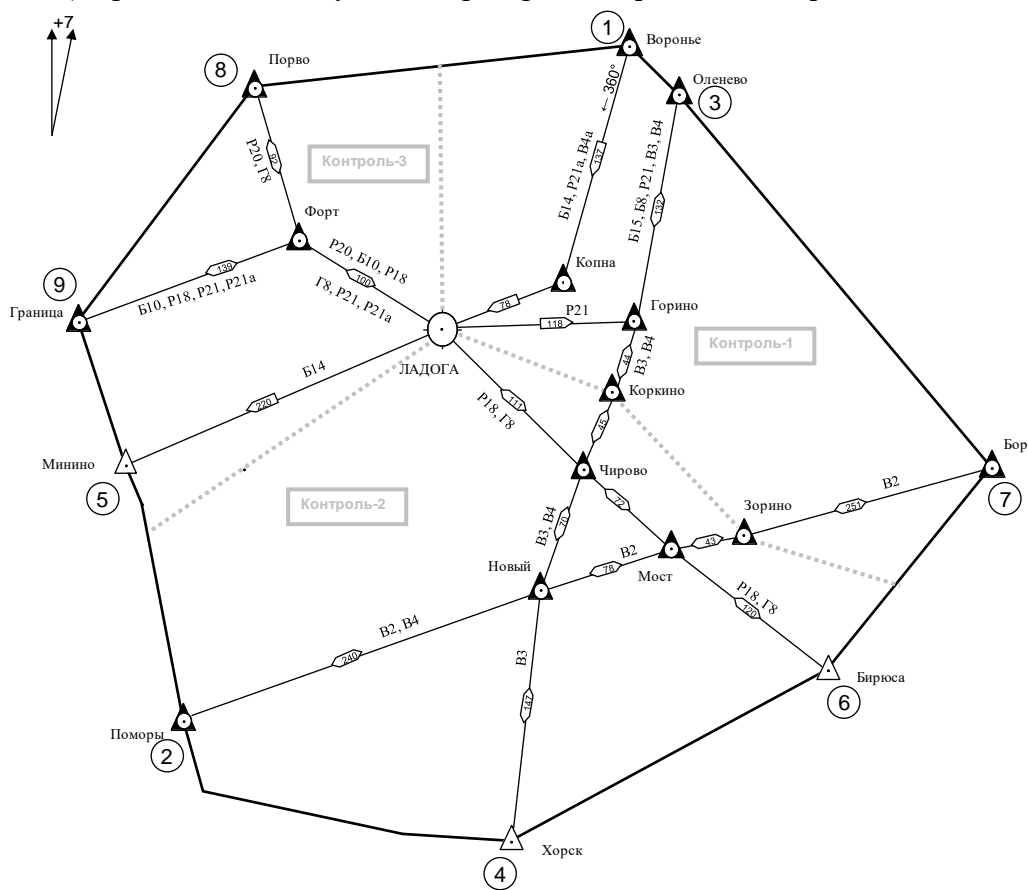 +7
1
Воронье
8
Порво
Оленево
3
← 360°
Р20, Г8
92
Контроль-3
Б14, Р21а, В4а
137
Б15, Б8, Р21, В3, В4
132
Форт
Р20, Б10, Р18
100
Г8, Р21, Р21а
139
Б10, Р18, Р21,Р21а
Копна
78
9
Граница
Р21
118
Горино
ЛАДОГА
44
В3, В4
Контроль-1
Б14
220
Р18, Г8
111
Коркино
45
Минино
5
Чирово
Бор
7
Контроль-2
72
Зорино
В2
251
В3, В4
70
43
Новый
В2
78
Мост
Р18, Г8
120
В2, В4
240
В3
147
Бирюса
6
Поморы
2
Хорск
4